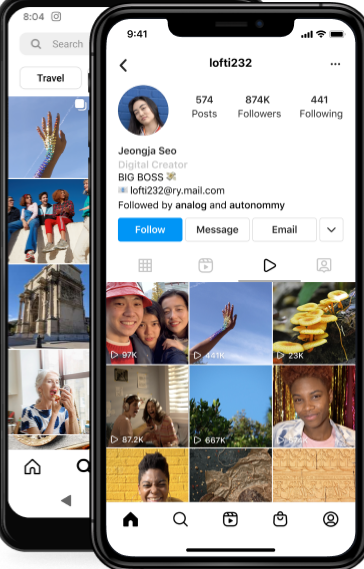 8:04
Search
Travel
9:41
lofti232
574 874K 441
Posts Followers Following
Jeongja Seo
Digital Creator
BIG BOSS
lofti232@ry.mail.com
Followed by analog and autonommy
Follow Message Email
97K 441K 23K
87.2K 667K